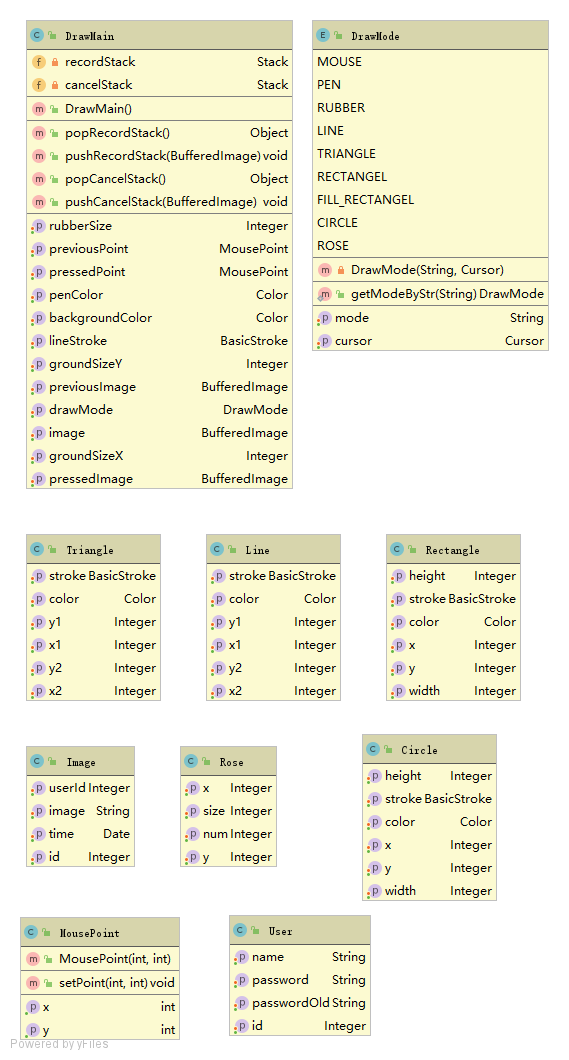 DrawMain
recordStack Stack
cancelStack Stack
DrawMain()
popRecordStack() Object
pushRecordStack(BufferedImage) void
popCancelStack() Object
pushCancelStack(BufferedImage) void
rubberSize Integer
previousPoint MousePoint
pressedPoint MousePoint
penColor Color
backgroundColor Color
lineStroke BasicStroke
groundSizeY Integer
previousImage BufferedImage
drawMode DrawMode
image BufferedImage
groundSizeX Integer
pressedImage BufferedImage
DrawMode
MOUSE
PEN
RUBBER
LINE
TRIANGLE
RECTANGEL
FILL_RECTANGEL
CIRCLE
ROSE
DrawMode(String, Cursor)
getModeByStr(String) DrawMode
mode String
cursor Cursor
Triangle
stroke BasicStroke
color Color
y1 Integer
x1 Integer
y2 Integer
x2 Integer
Line
stroke BasicStroke
color Color
y1 Integer
x1 Integer
y2 Integer
x2 Integer
Rectangle
height Integer
stroke BasicStroke
color Color
x Integer
y Integer
width Integer
Image
userId Integer
image String
time Date
id Integer
Rose
x Integer
size Integer
num Integer
y Integer
Circle
height Integer
stroke BasicStroke
color Color
x Integer
y Integer
width Integer
MousePoint
MousePoint(int, int)
setPoint(int, int) void
x int
y int
User
name String
password String
passwordOld String
id Integer
Powered by yFiles